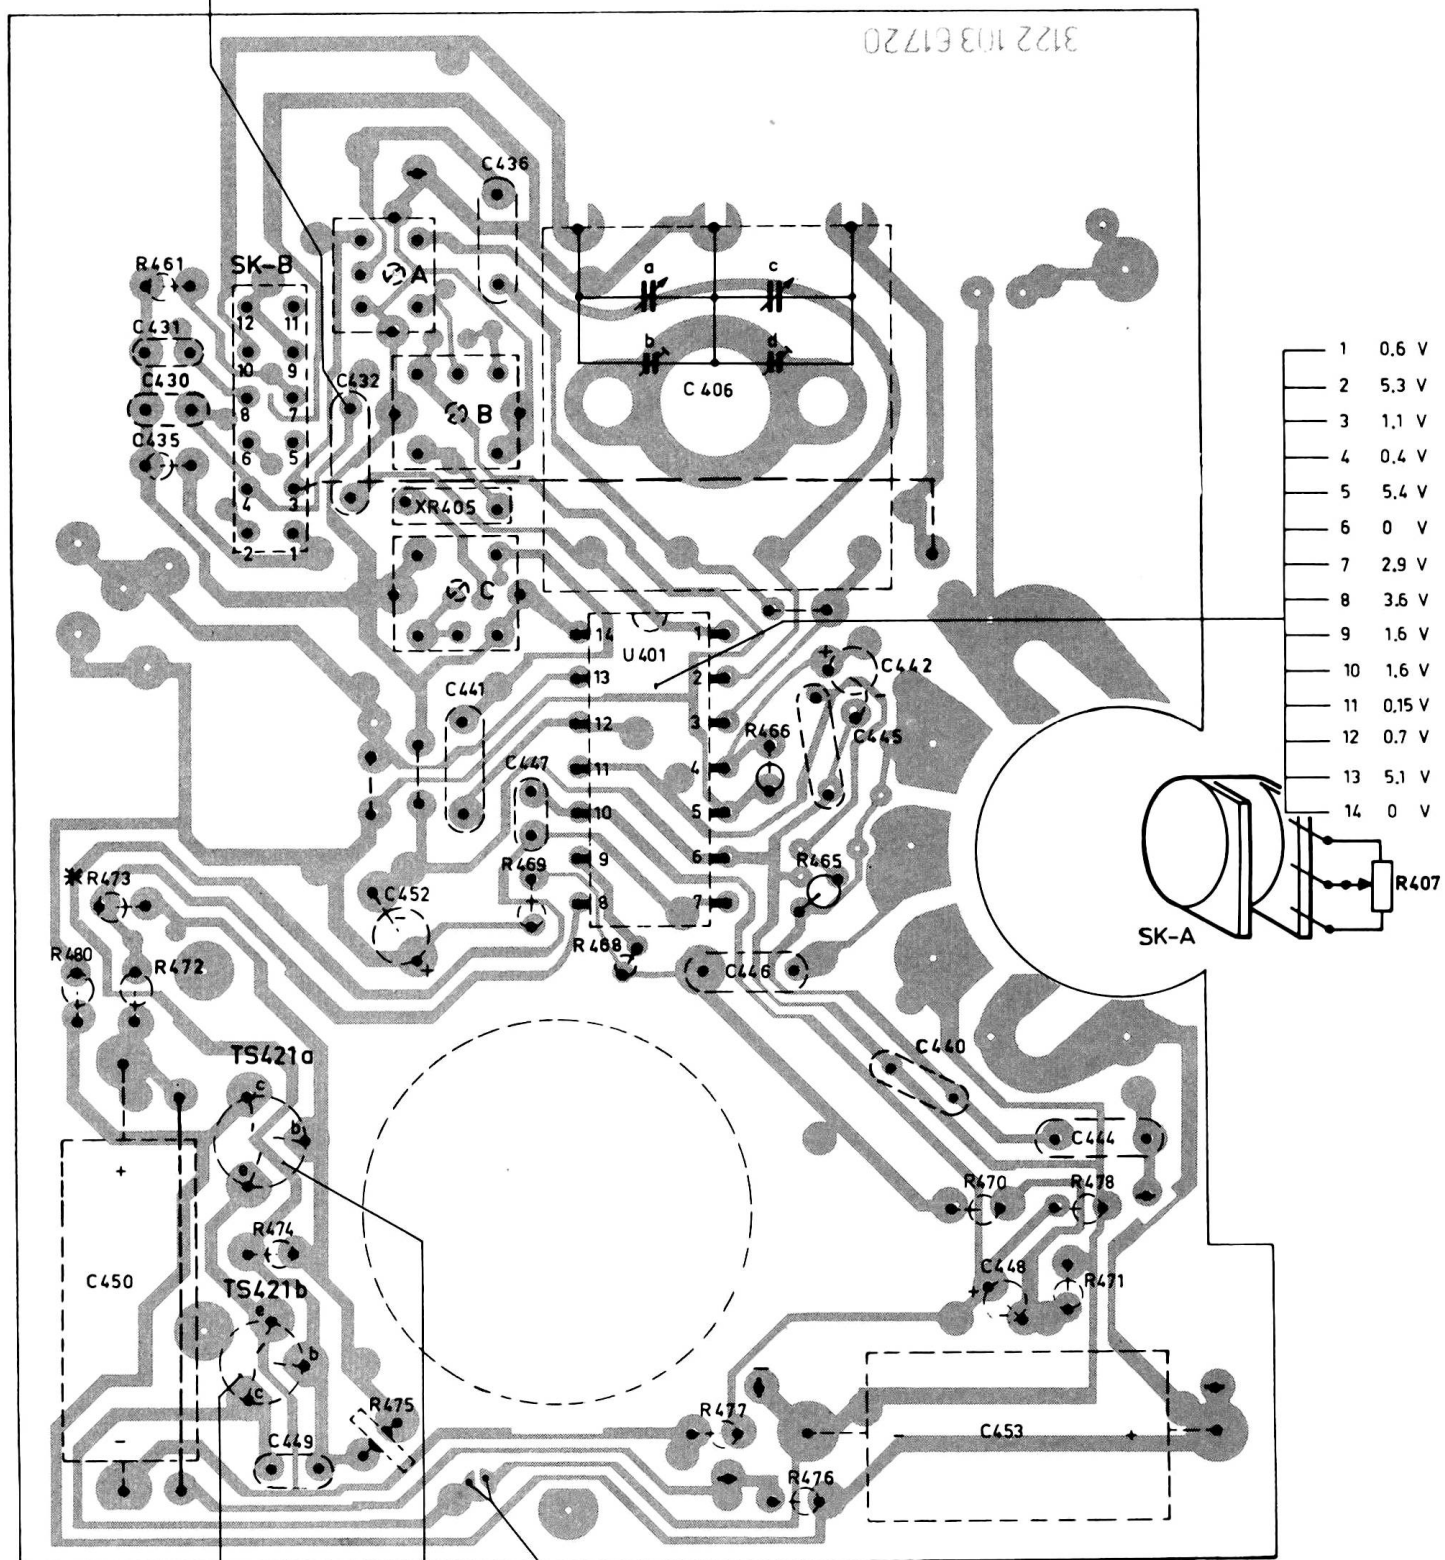 3122 103 61720
C436
R461
SK-B
A
a
c
12
11
C431
b
d
10
9
C430
C432
C406
8
7
B
C435
6
5
4
3
XR405
2
1
C
1 0.6 V
2 5.3 V
3 1.1 V
4 0.4 V
5 5.4 V
6 0 V
7 2.9 V
8 3.6 V
9 1.6 V
10 1.6 V
11 0.15 V
12 0.7 V
13 5.1 V
14 0 V
14
1
U401
+
C442
13
2
C441
12
3
R466
C445
C447
11
4
10
5
R469
9
6
R465
R473
C452
8
7
R407
SK-A
R468
+
R480
R472
C446
C440
TS421a
c
b
C444
+
R470
R478
R474
C450
C448
+
R471
TS421b
e
b
c
R475
R477
C449
-
C453
- +
R476